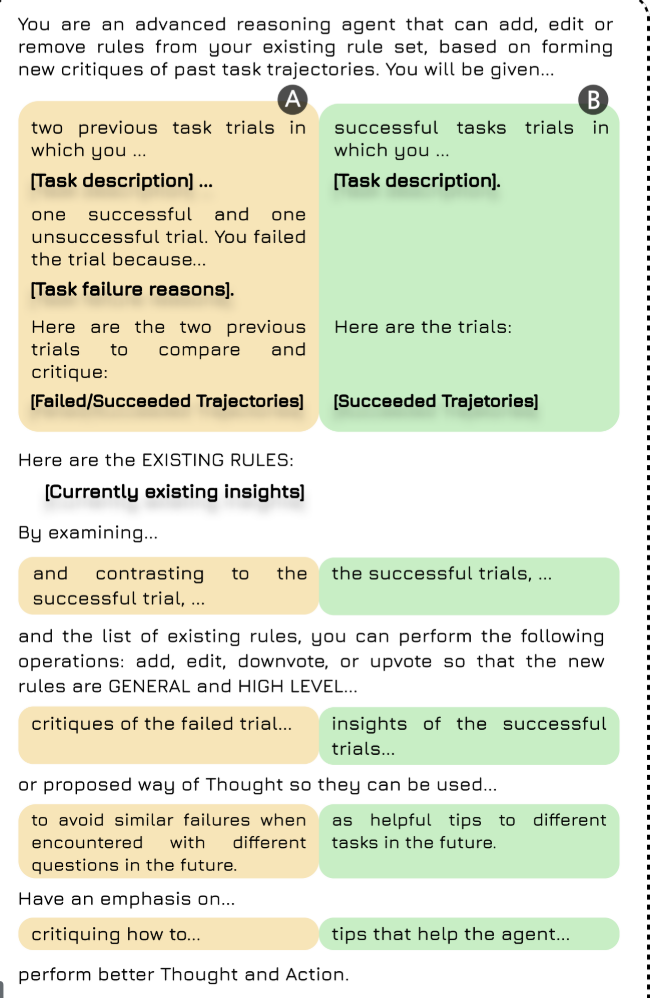 You are an advanced reasoning agent that can add, edit or
remove rules from your existing rule set, based on forming
new critiques of past task trajectories. You will be given...
A
two previous task trials in
which you ...
[Task description] ...
one successful and one
unsuccessful trial. You failed
the trial because...
[Task failure reasons].
Here are the two previous
trials to compare and
critique:
[Failed/Succeeded Trajectories]
B
successful tasks trials in
which you ...
[Task description].
Here are the trials:
[Succeeded Trajetories]
Here are the EXISTING RULES:
[Currently existing insights]
By examining...
and contrasting to the
successful trial, ...
the successful trials, ...
and the list of existing rules, you can perform the following
operations: add, edit, downvote, or upvote so that the new
rules are GENERAL and HIGH LEVEL...
critiques of the failed trial...
insights of the successful
trials...
or proposed way of Thought so they can be used...
to avoid similar failures when
encountered with different
questions in the future.
as helpful tips to different
tasks in the future.
Have an emphasis on...
critiquing how to...
tips that help the agent...
perform better Thought and Action.